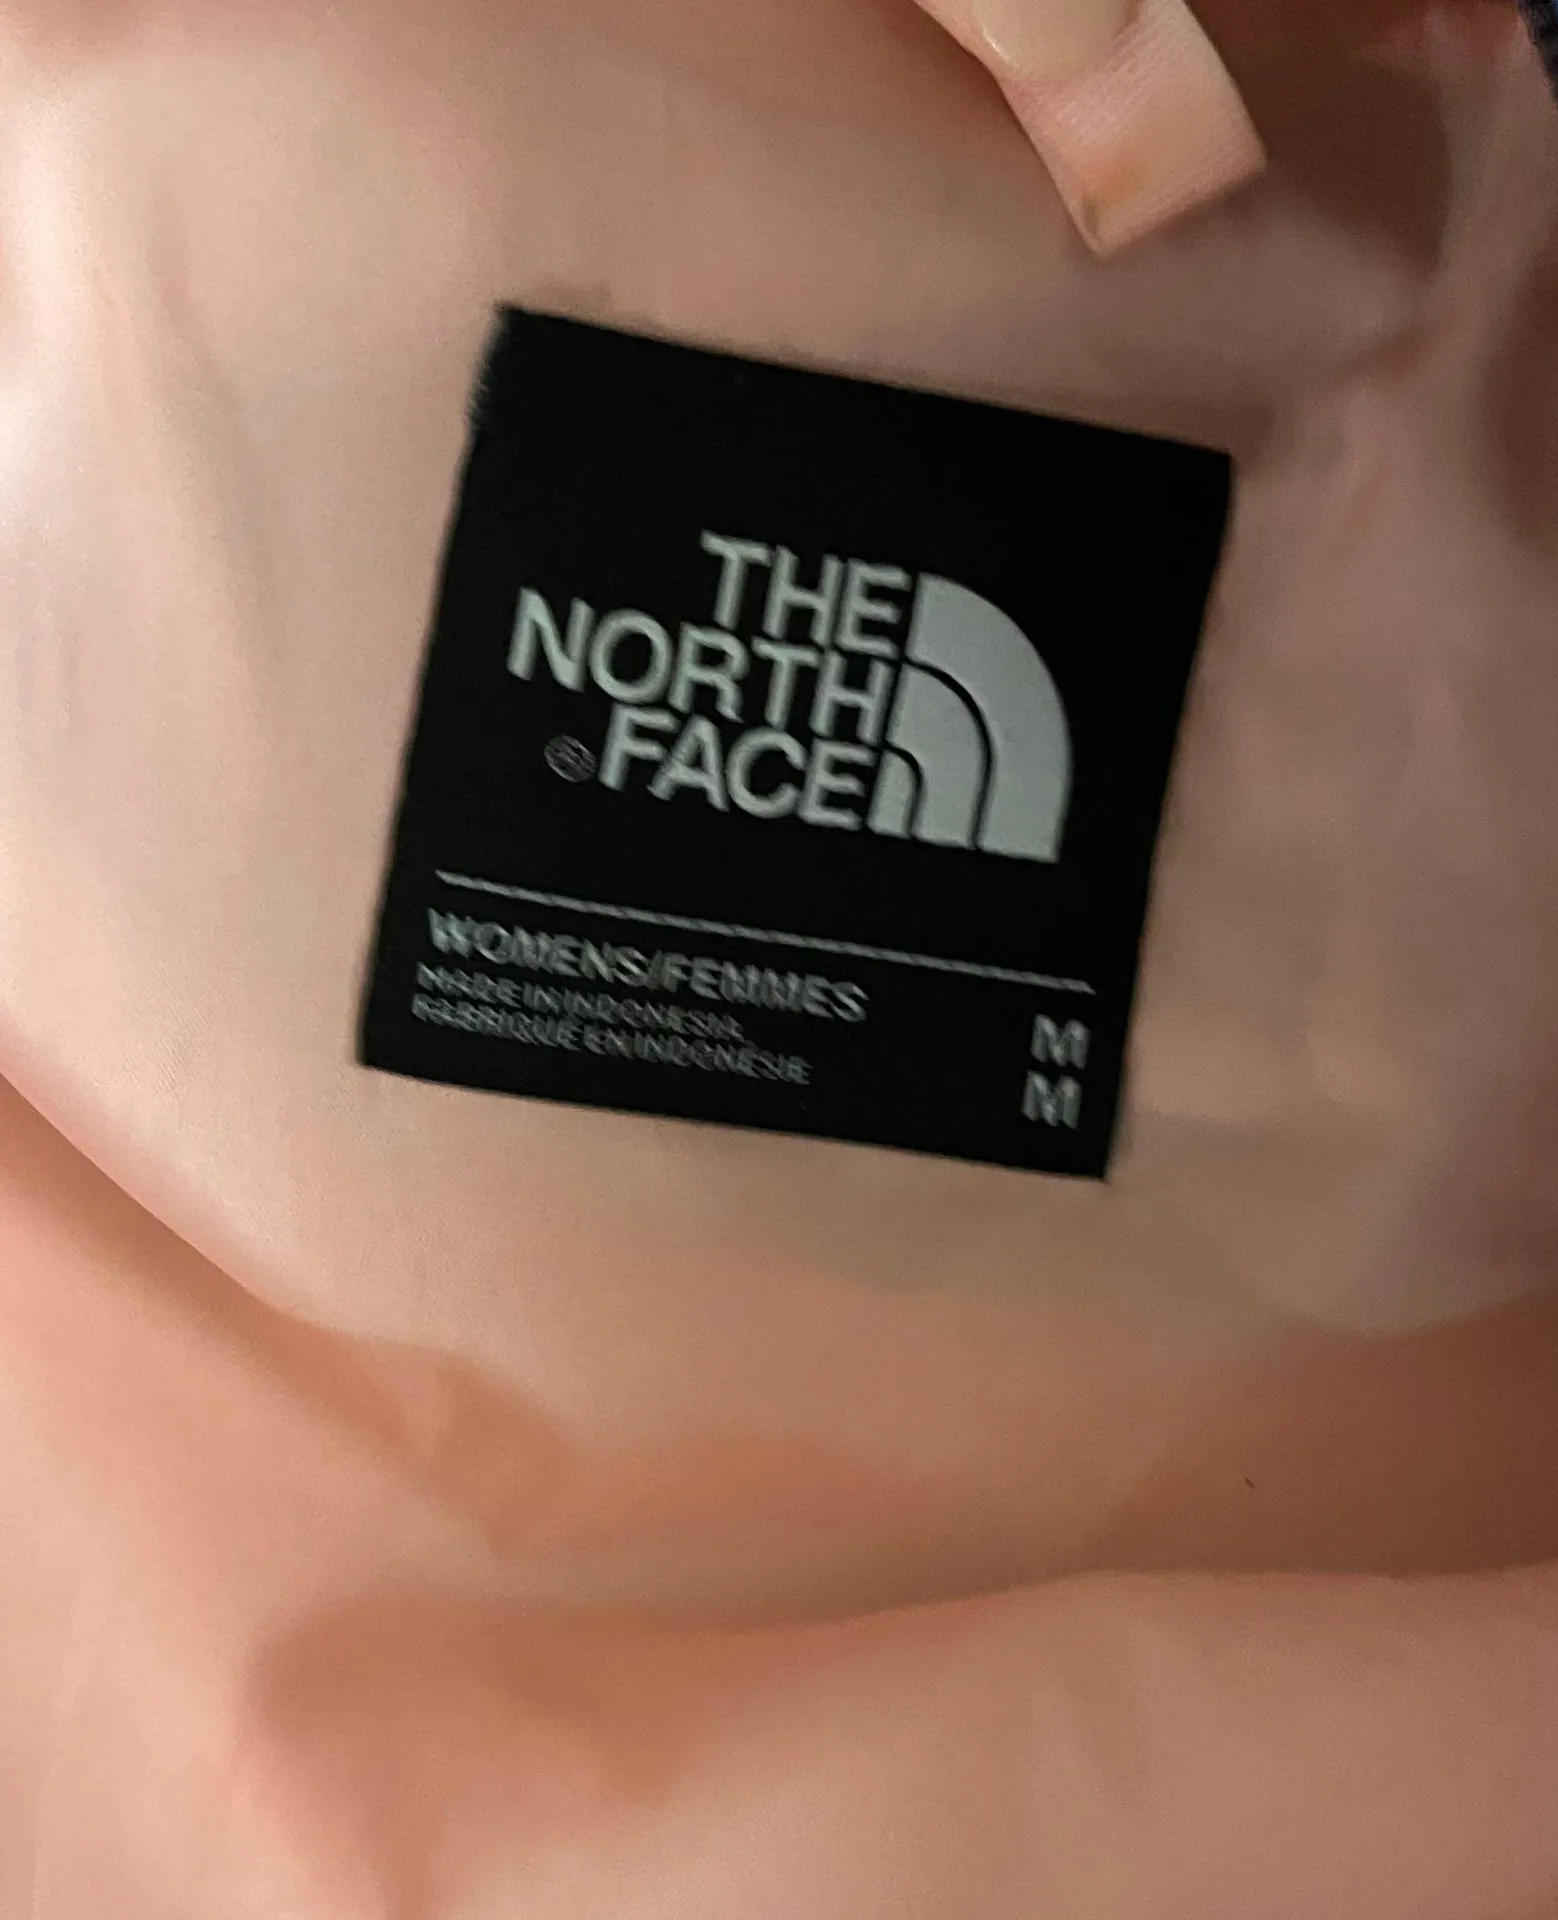 THE
NORTH
® FACE
WOMENS/FEMMES
MADE IN INDONESIA
FABRIQUÉ EN INDONÉSIE
M
M